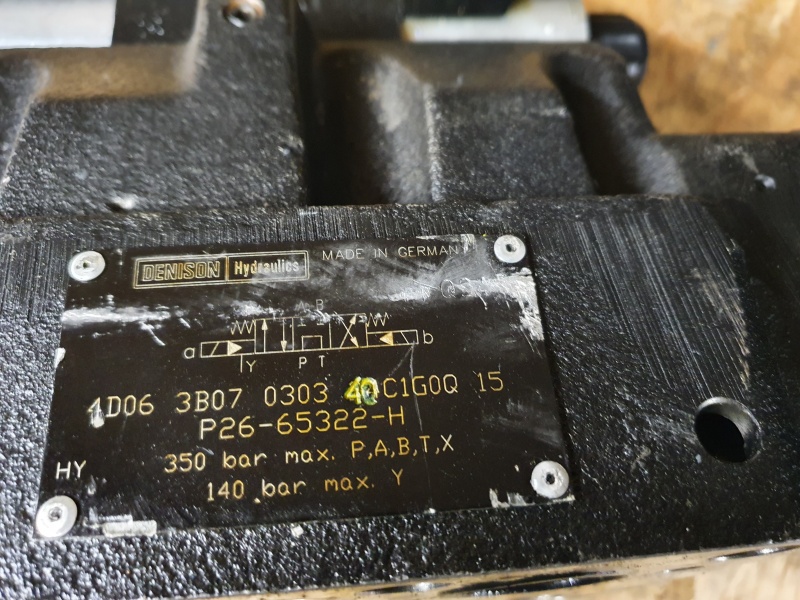 DENISON Hydraulics MADE IN GERMANY
A B
a b
Y P T
4D06 3B07 0303 40C1G0Q 15
P26-65322-H
350 bar max. P,A,B,T,X
HY
140 bar max. Y